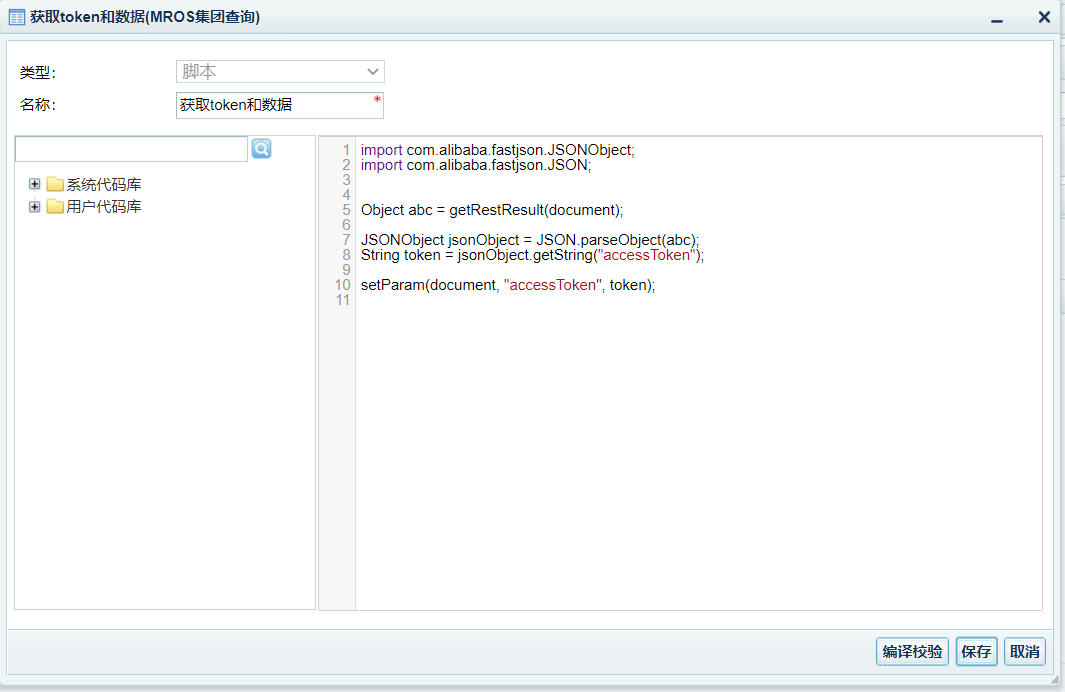 获取token和数据(MROS集团查询)
类型:
脚本
名称:
获取token和数据 *
系统代码库
用户代码库
1 import com.alibaba.fastjson.JSONObject;
2 import com.alibaba.fastjson.JSON;
3
4
5 Object abc = getRestResult(document);
6
7 JSONObject jsonObject = JSON.parseObject(abc);
8 String token = jsonObject.getString("accessToken");
9
10 setParam(document, "accessToken", token);
11
编译校验 保存 取消